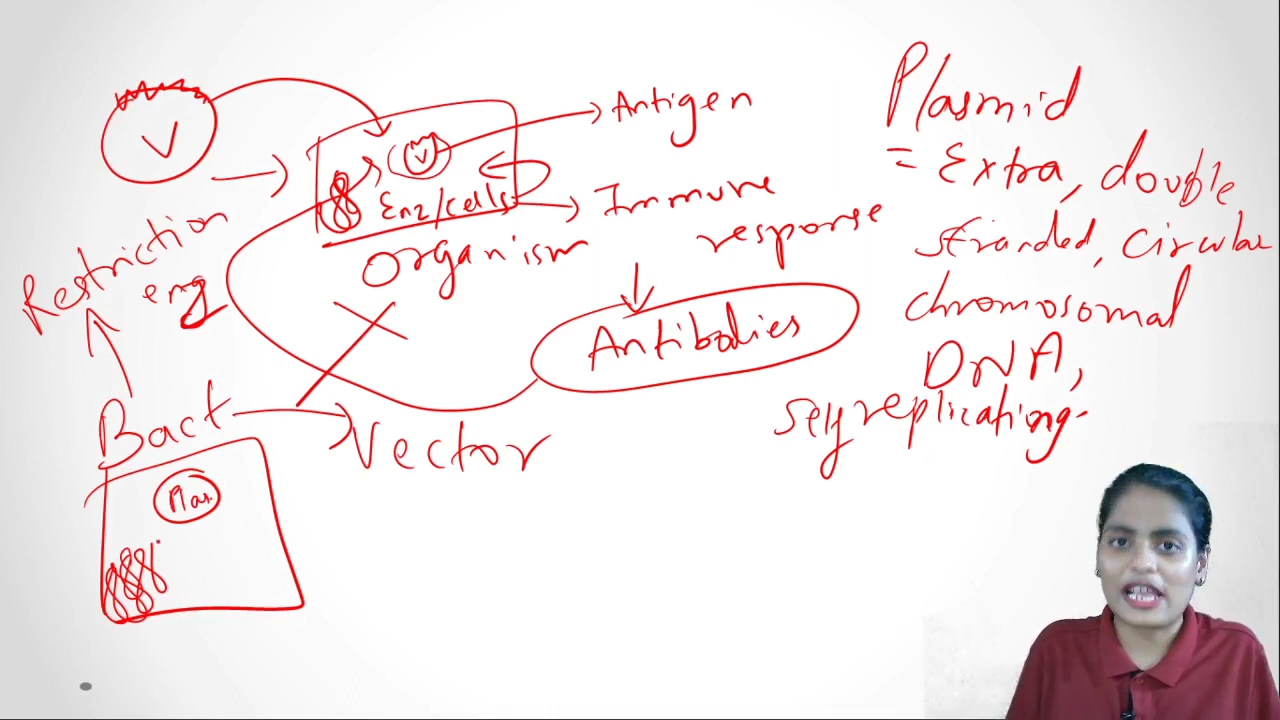 V
V
Enz/cells
Organism
Antigen
Immune
response
Antibodies
Restriction
enz
Bact
Vector
Plas
Plasmid
= Extra, double
stranded, circular
chromosomal
DNA,
self replicating.